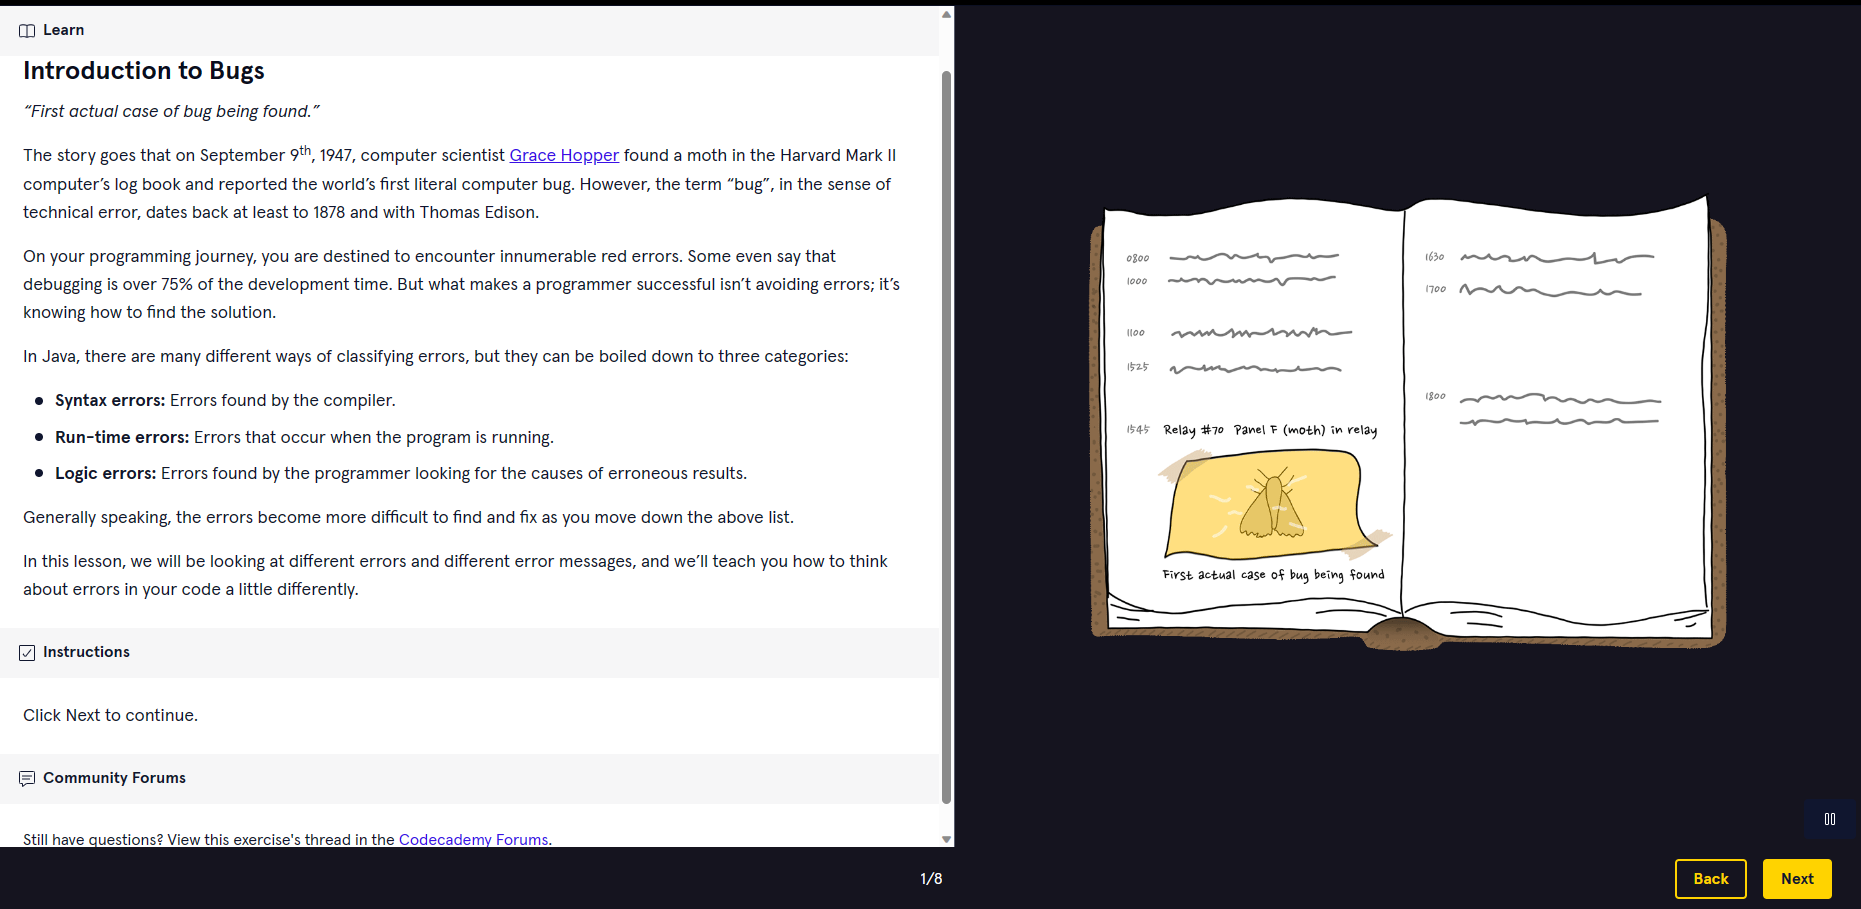 Learn
Introduction to Bugs
“First actual case of bug being found.”
The story goes that on September 9th, 1947, computer scientist Grace Hopper found a moth in the Harvard Mark II
computer’s log book and reported the world’s first literal computer bug. However, the term “bug”, in the sense of
technical error, dates back at least to 1878 and with Thomas Edison.
On your programming journey, you are destined to encounter innumerable red errors. Some even say that
debugging is over 75% of the development time. But what makes a programmer successful isn’t avoiding errors; it’s
knowing how to find the solution.
In Java, there are many different ways of classifying errors, but they can be boiled down to three categories:
Syntax errors: Errors found by the compiler.
Run-time errors: Errors that occur when the program is running.
Logic errors: Errors found by the programmer looking for the causes of erroneous results.
Generally speaking, the errors become more difficult to find and fix as you move down the above list.
In this lesson, we will be looking at different errors and different error messages, and we’ll teach you how to think
about errors in your code a little differently.
Instructions
Click Next to continue.
Community Forums
Still have questions? View this exercise's thread in the Codecademy Forums.
0800
1000
1100
1525
1545 Relay #70 Panel F (moth) in relay
First actual case of bug being found
1630
1700
1800
1/8
Back
Next